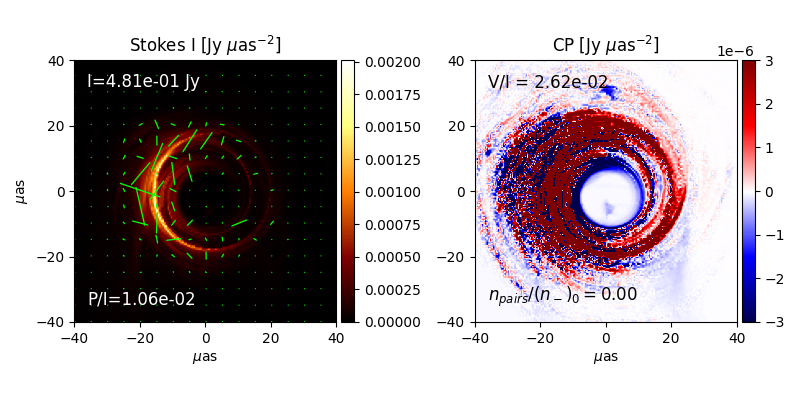 Stokes I [Jy μas⁻²]
I=4.81e-01 Jy
P/I=1.06e-02
40
20
0
−20
−40
μas
−40 −20 0 20 40
μas
0.00200
0.00175
0.00150
0.00125
0.00100
0.00075
0.00050
0.00025
0.00000
CP [Jy μas⁻²]
1e-6
V/I = 2.62e-02
n_{pairs}/(n_−)_0 = 0.00
40
20
0
−20
−40
−40 −20 0 20 40
μas
3
2
1
0
−1
−2
−3